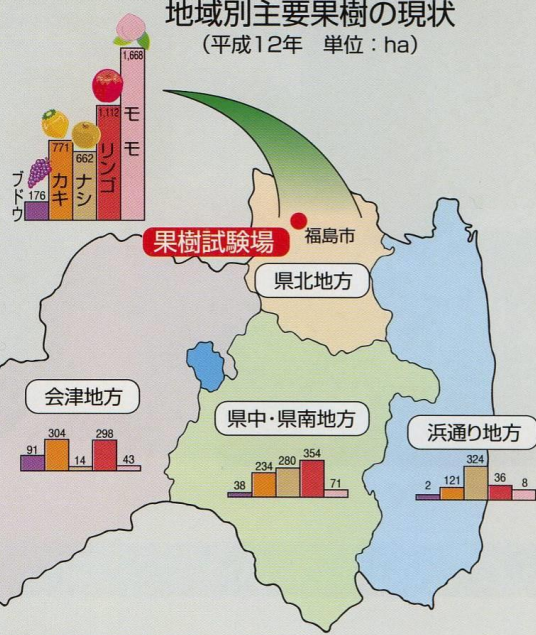 地域別主要果樹の現状
(平成12年 単位：ha)
1,668
モモ
1,112
リンゴ
771
カキ
662
ナシ
176
ブドウ
果樹試験場
福島市
県北地方
会津地方
91
304
14
298
43
県中・県南地方
38
234
280
354
71
浜通り地方
2
121
324
36
8